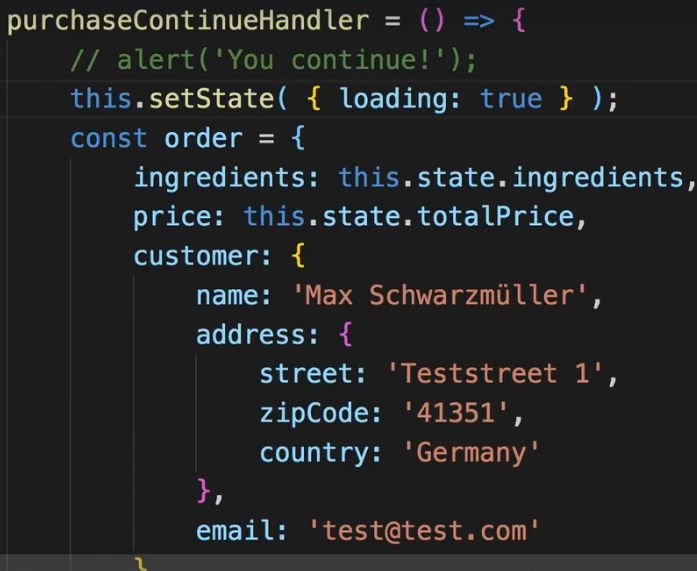 purchaseContinueHandler = () => {
// alert('You continue!');
this.setState( { loading: true } );
const order = {
ingredients: this.state.ingredients,
price: this.state.totalPrice,
customer: {
name: 'Max Schwarzmüller',
address: {
street: 'Teststreet 1',
zipCode: '41351',
country: 'Germany'
},
email: 'test@test.com'
}